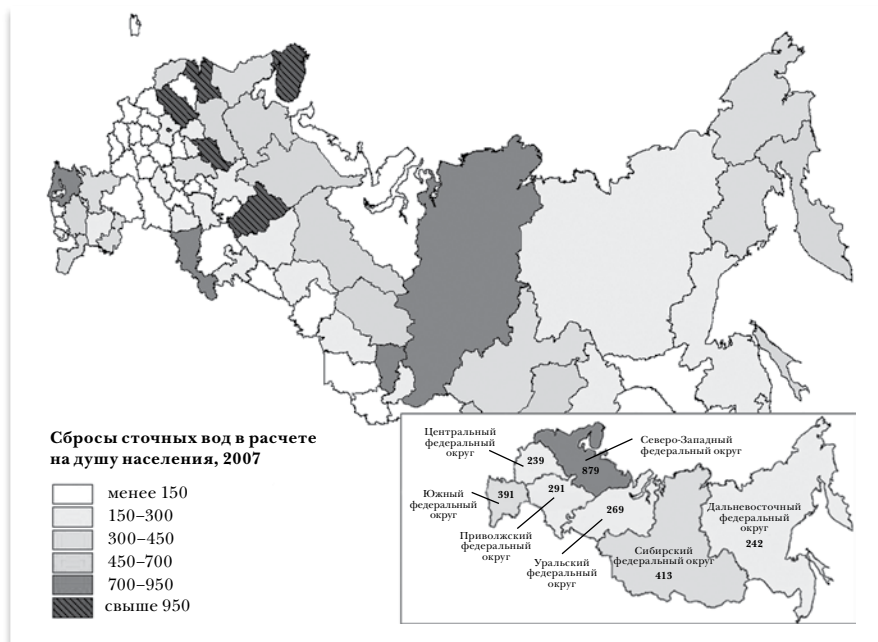 Сбросы сточных вод в расчете
на душу населения, 2007
менее 150
150–300
300–450
450–700
700–950
свыше 950
Центральный
федеральный
округ
239
Северо-Западный
федеральный округ
879
Южный
федеральный
округ
391
291
Приволжский
федеральный
округ
269
Уральский
федеральный
округ
Сибирский
федеральный округ
413
Дальневосточный
федеральный
округ
242